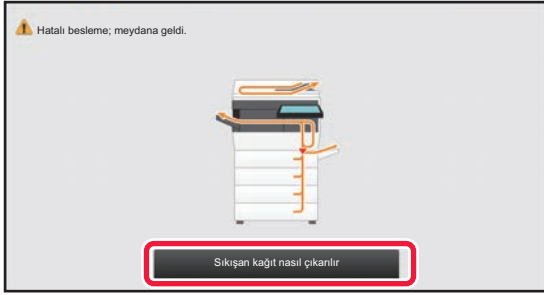 Hatalı besleme; meydana geldi.
Sıkışan kağıt nasıl çıkarılır